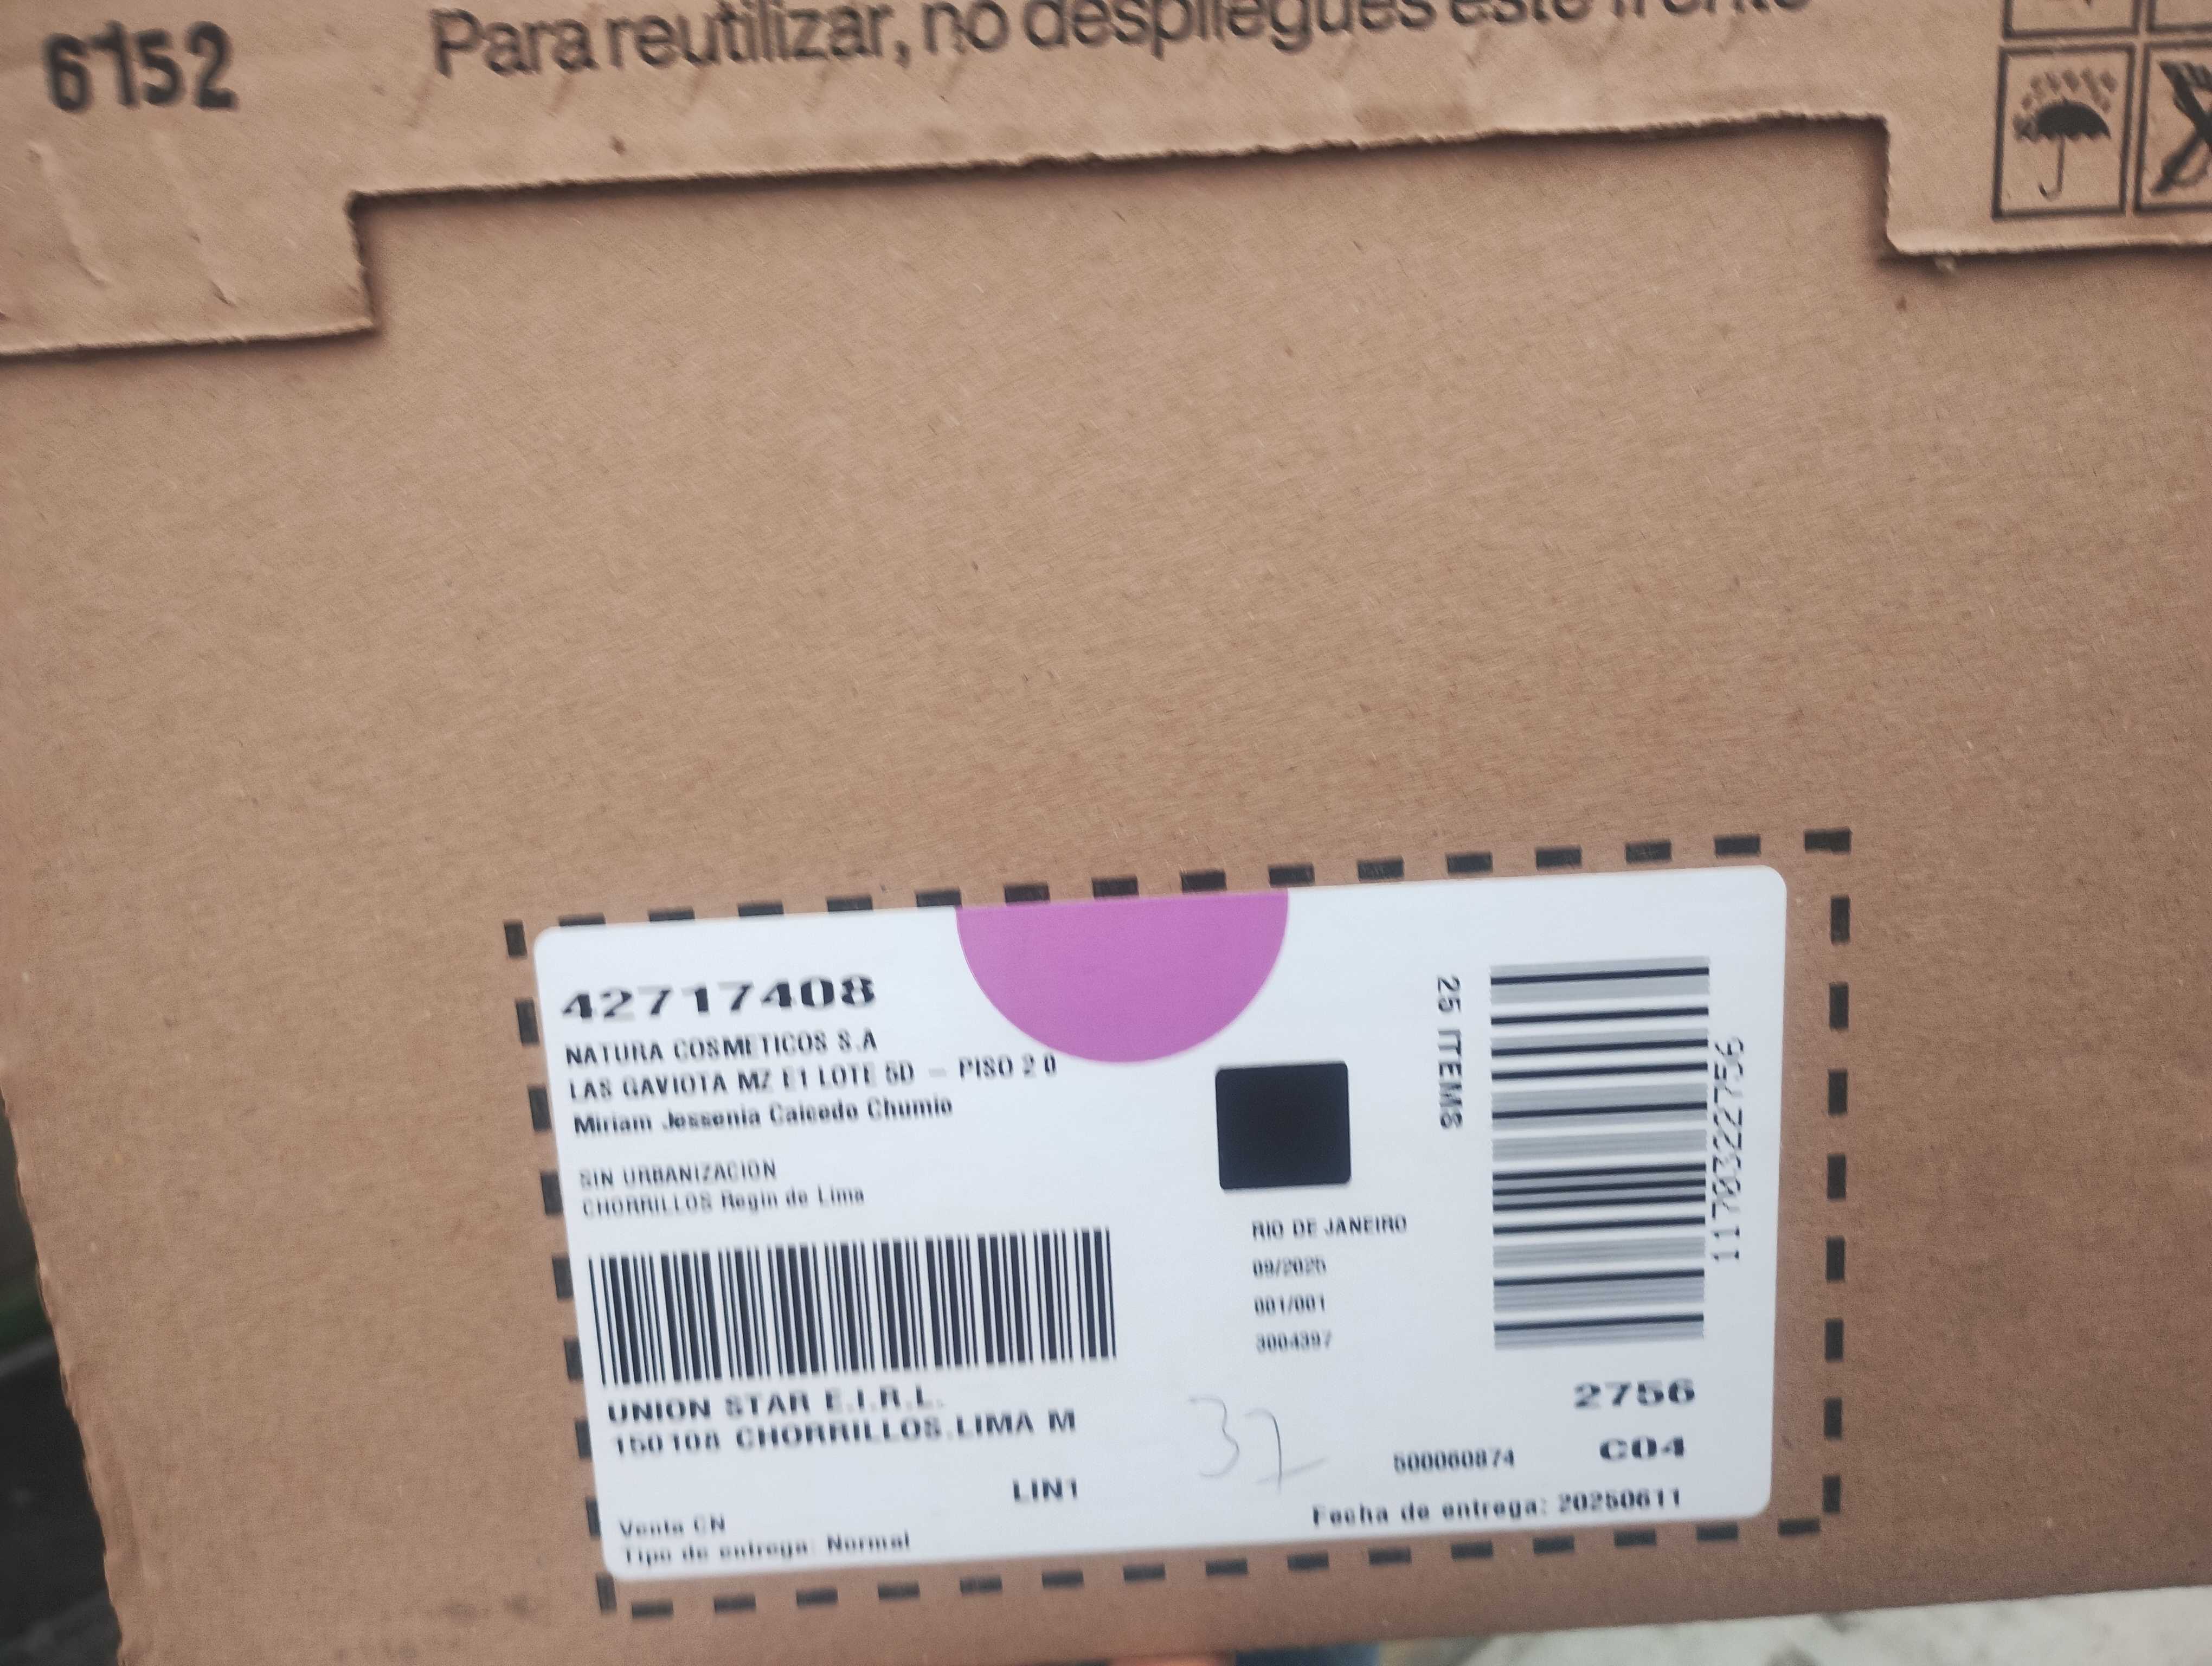 6152
Para reutilizar, no despliegues este frente
42717408
NATURA COSMETICOS S.A
LAS GAVIOTA MZ E1 LOTE 5D - PISO 2 0
Miriam Jessenia Caicedo Chumio
SIN URBANIZACION
CHORRILLOS Regin de Lima
UNION STAR E.I.R.L.
150108 CHORRILLOS.LIMA M
LIN1
Venta CN
Tipo de entrega: Normal
RIO DE JANEIRO
09/2025
001/001
3004397
37
25 ITEMS
11703222756
2756
500060874
C04
Fecha de entrega: 20250611